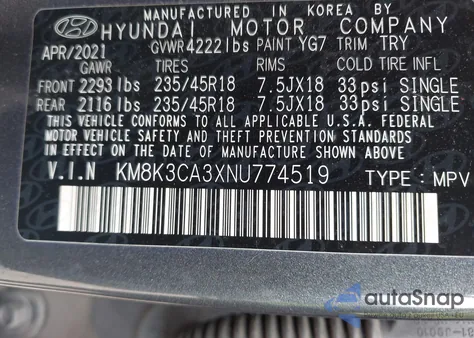 MANUFACTURED IN KOREA BY
HYUNDAI MOTOR COMPANY
APR/2021 GVWR 4222lbs PAINT YG7 TRIM TRY
GAWR TIRES RIMS COLD TIRE INFL
FRONT 2293 lbs 235/45R18 7.5JX18 33psi SINGLE
REAR 2116 lbs 235/45R18 7.5JX18 33psi SINGLE
THIS VEHICLE CONFORMS TO ALL APPLICABLE U.S.A. FEDERAL
MOTOR VEHICLE SAFETY AND THEFT PREVENTION STANDARDS
IN EFFECT ON THE DATE OF MANUFACTURE SHOWN ABOVE.
V.I.N KM8K3CA3XNU774519 TYPE: MPV
autoSnap